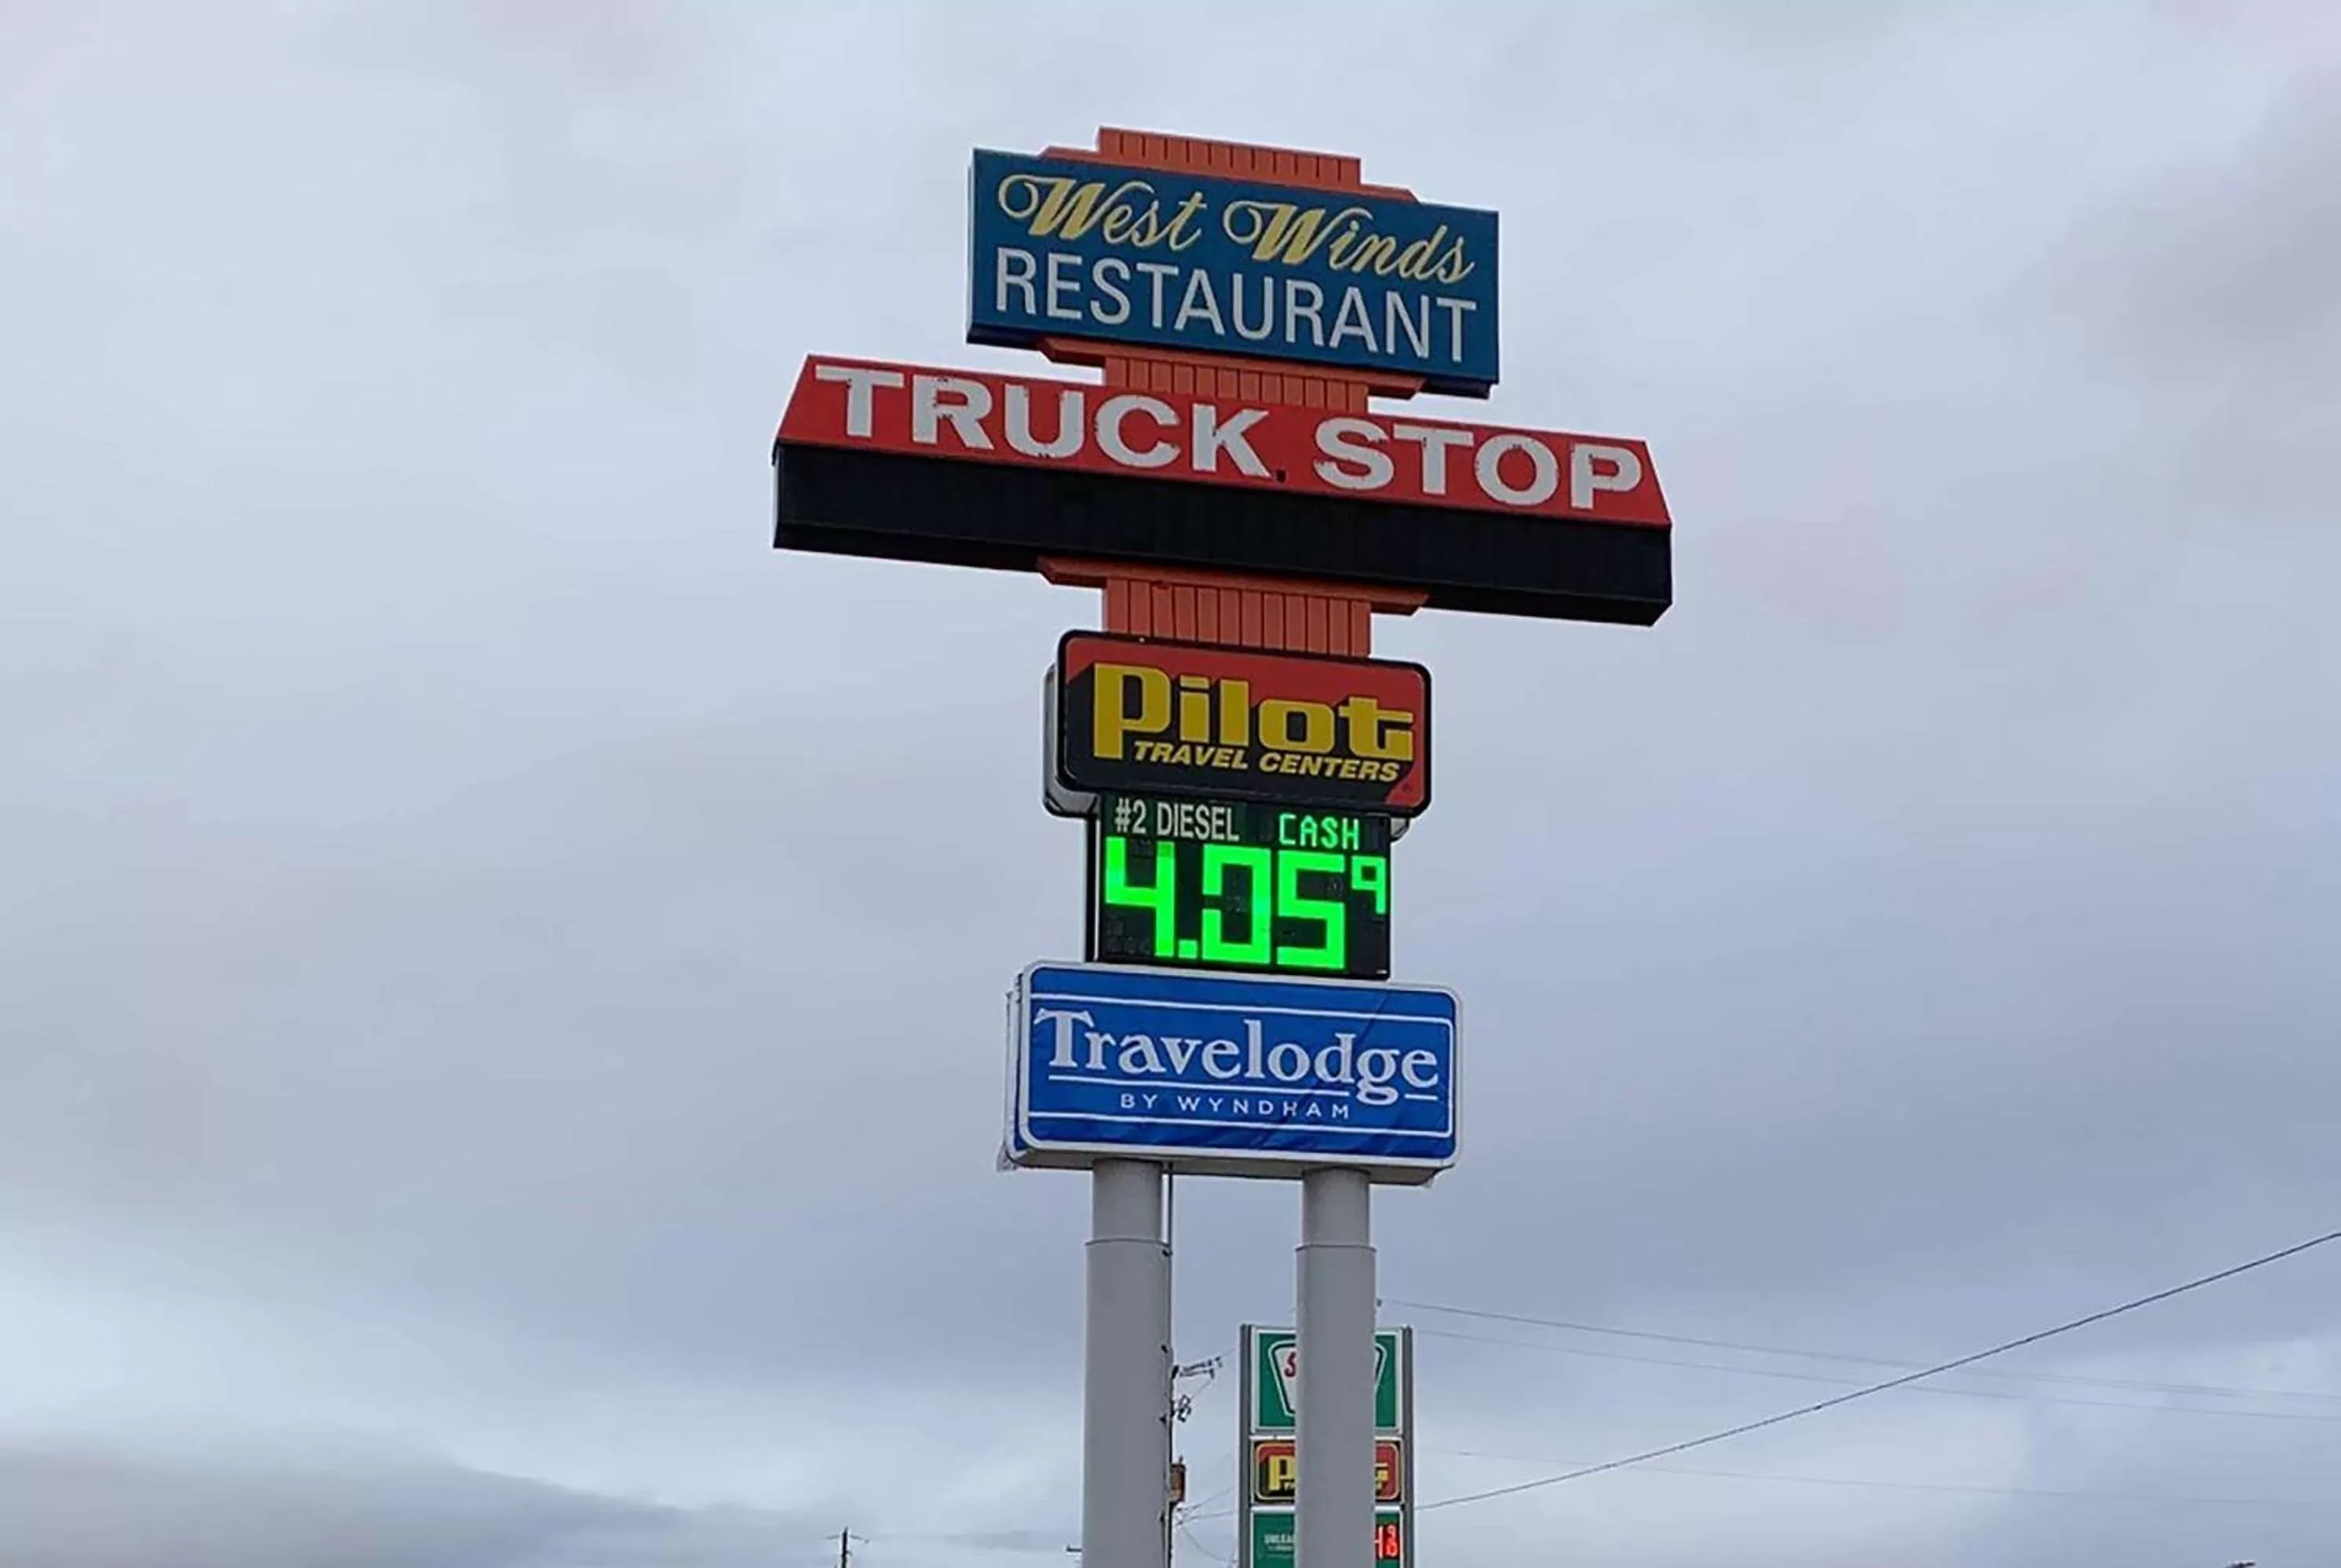 West Winds
RESTAURANT
TRUCK STOP
Pilot
TRAVEL CENTERS
#2 DIESEL CASH
4.05⁹
Travelodge
BY WYNDHAM